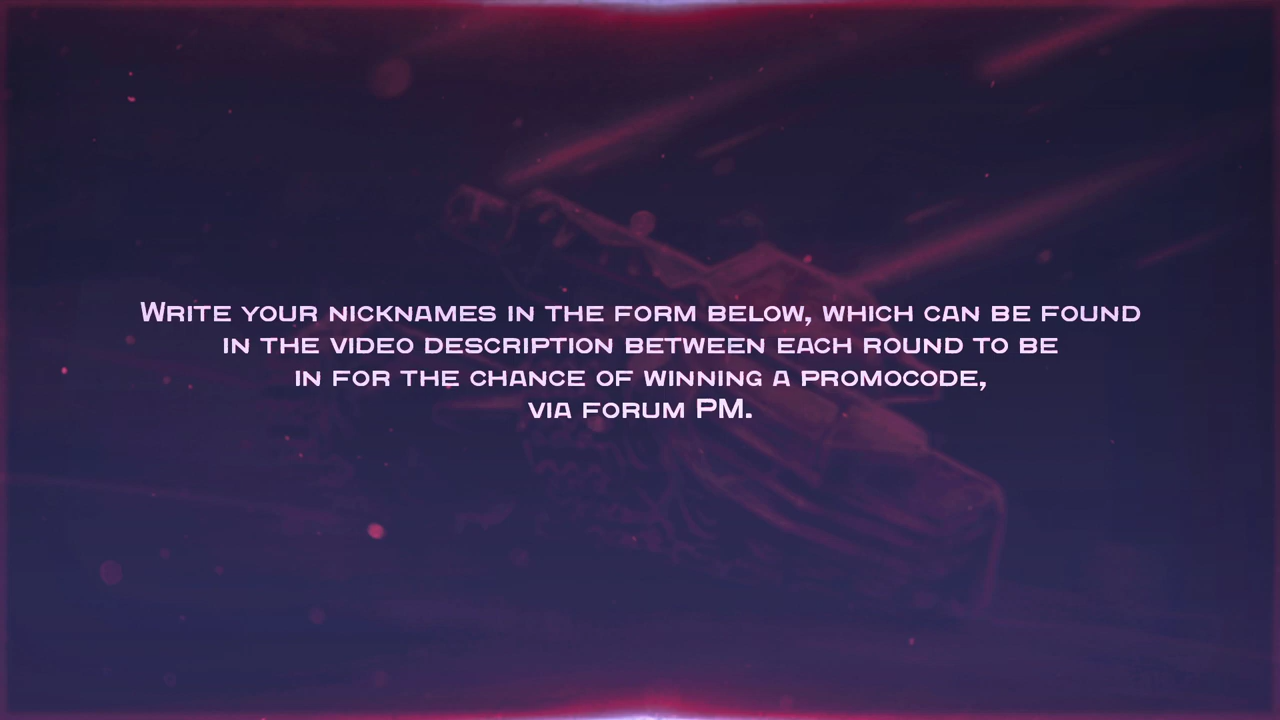 Write your nicknames in the form below, which can be found
in the video description between each round to be
in for the chance of winning a promocode,
via forum PM.